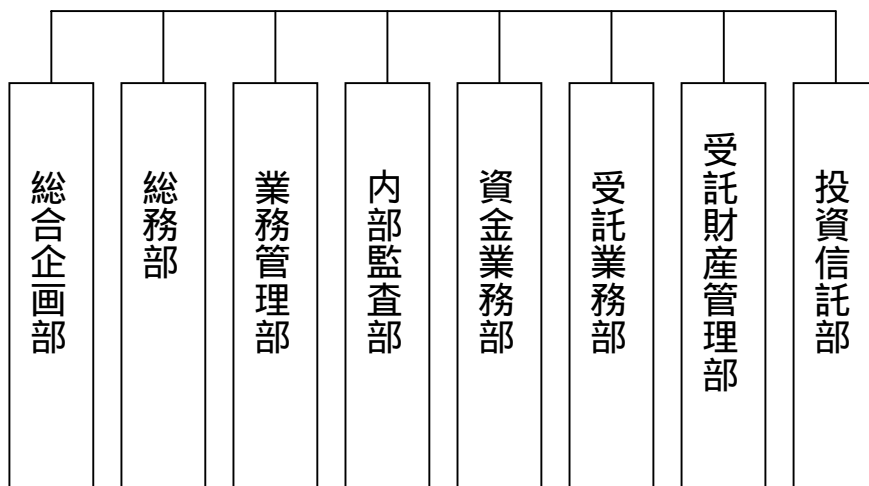 総合企画部
総務部
業務管理部
内部監査部
資金業務部
受託業務部
受託財産管理部
投資信託部